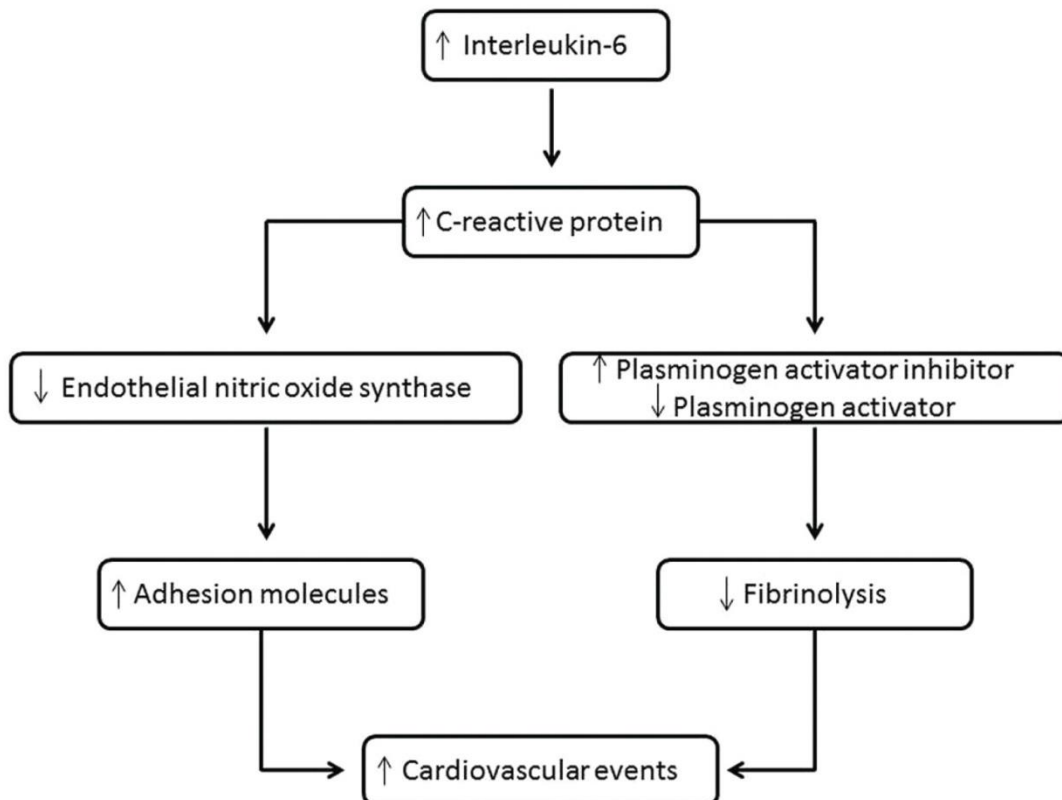 ↑ Interleukin-6
↑ C-reactive protein
↓ Endothelial nitric oxide synthase
↑ Plasminogen activator inhibitor
↓ Plasminogen activator
↑ Adhesion molecules
↓ Fibrinolysis
↑ Cardiovascular events